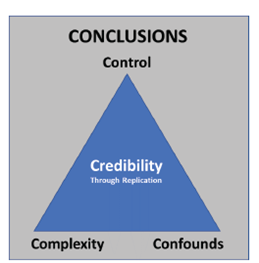 CONCLUSIONS
Control
Credibility
Through Replication
Complexity Confounds